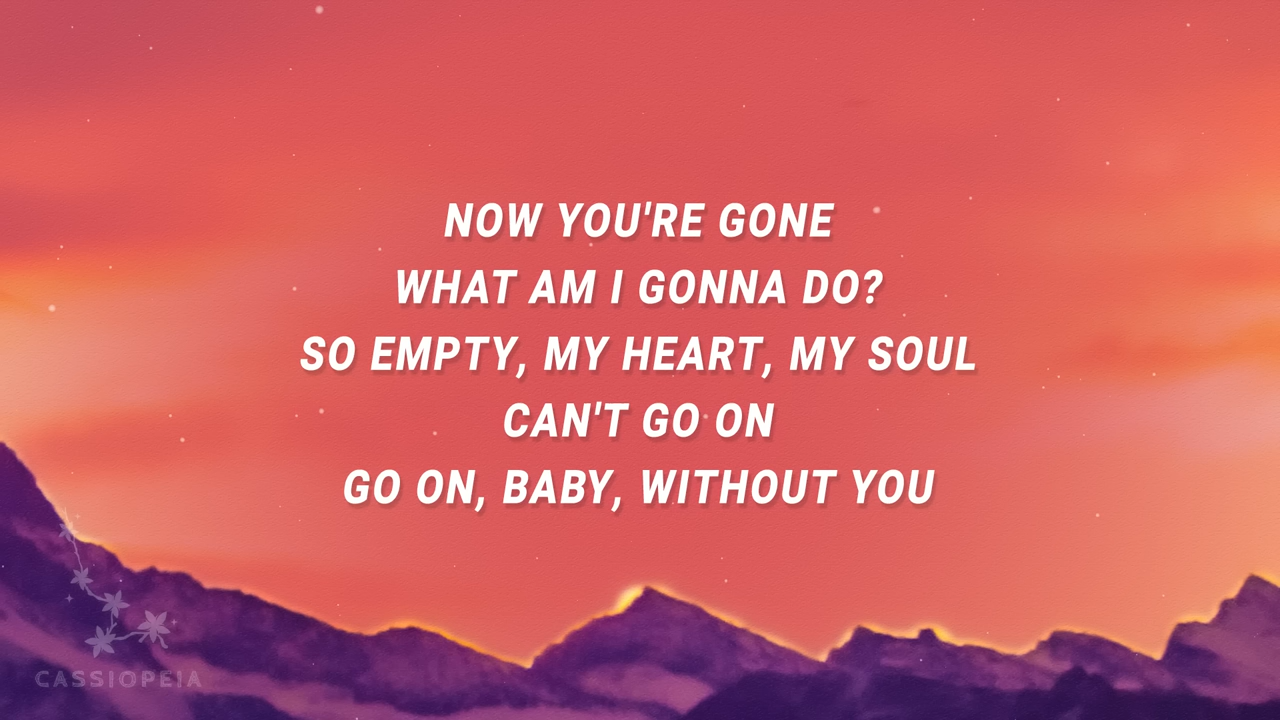 NOW YOU'RE GONE
WHAT AM I GONNA DO?
SO EMPTY, MY HEART, MY SOUL
CAN'T GO ON
GO ON, BABY, WITHOUT YOU
CASSIOPEIA